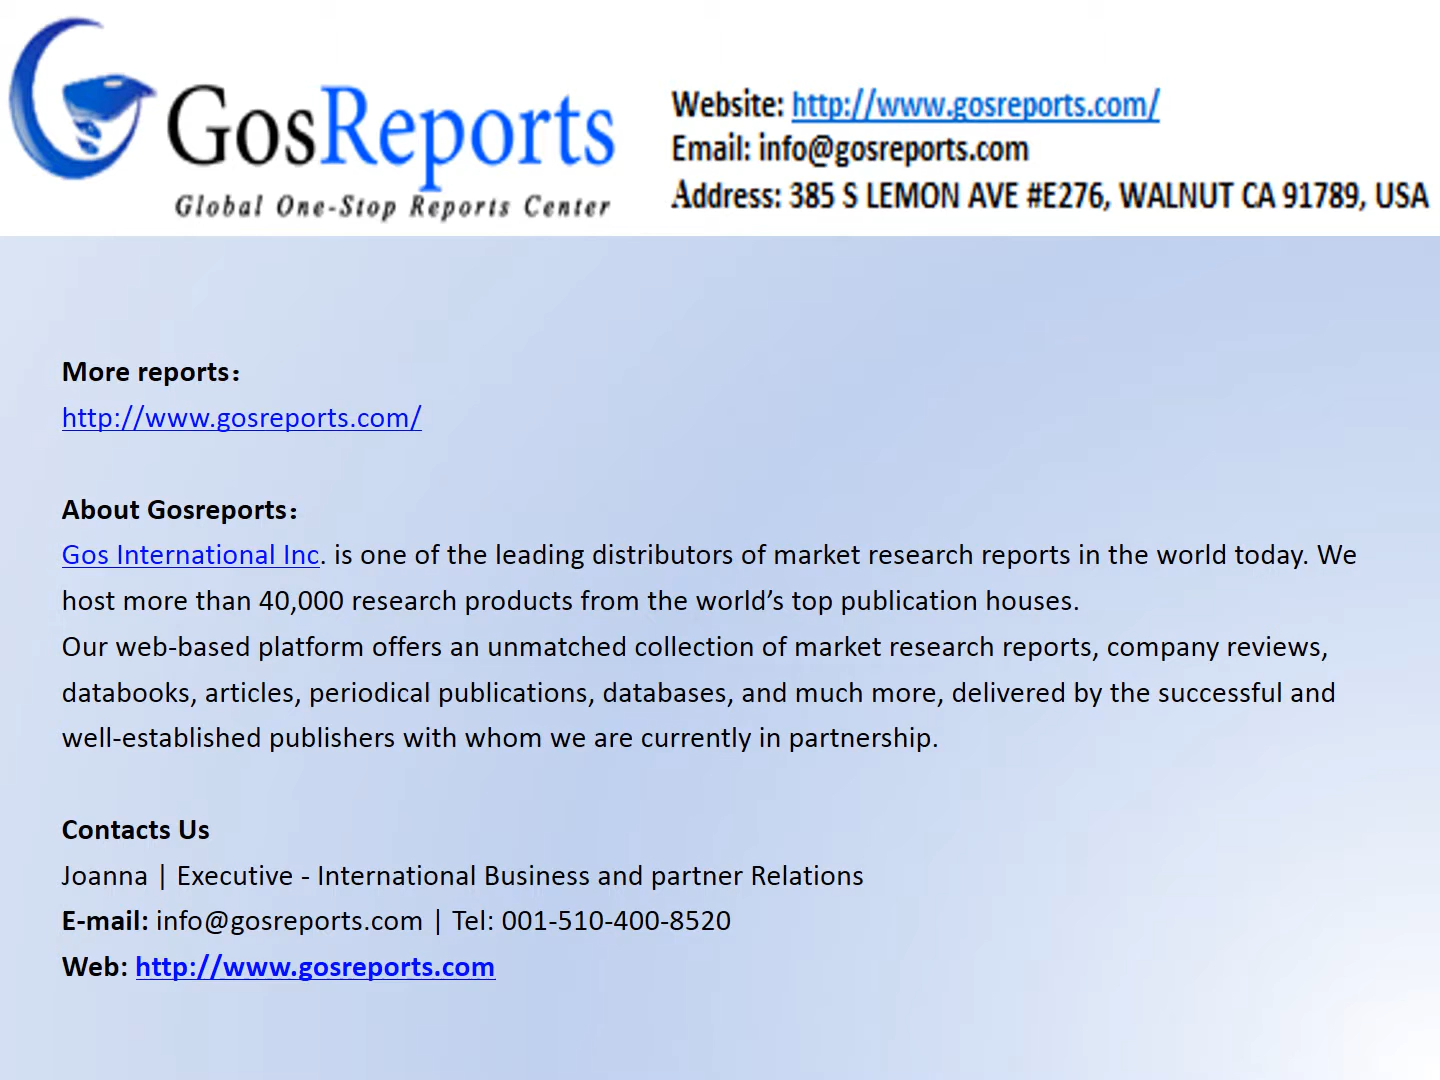 GosReports
Global One-Stop Reports Center
Website: http://www.gosreports.com/
Email: info@gosreports.com
Address: 385 S LEMON AVE #E276, WALNUT CA 91789, USA
More reports：
http://www.gosreports.com/
About Gosreports：
Gos International Inc. is one of the leading distributors of market research reports in the world today. We
host more than 40,000 research products from the world’s top publication houses.
Our web-based platform offers an unmatched collection of market research reports, company reviews,
databooks, articles, periodical publications, databases, and much more, delivered by the successful and
well-established publishers with whom we are currently in partnership.
Contacts Us
Joanna | Executive - International Business and partner Relations
E-mail: info@gosreports.com | Tel: 001-510-400-8520
Web: http://www.gosreports.com